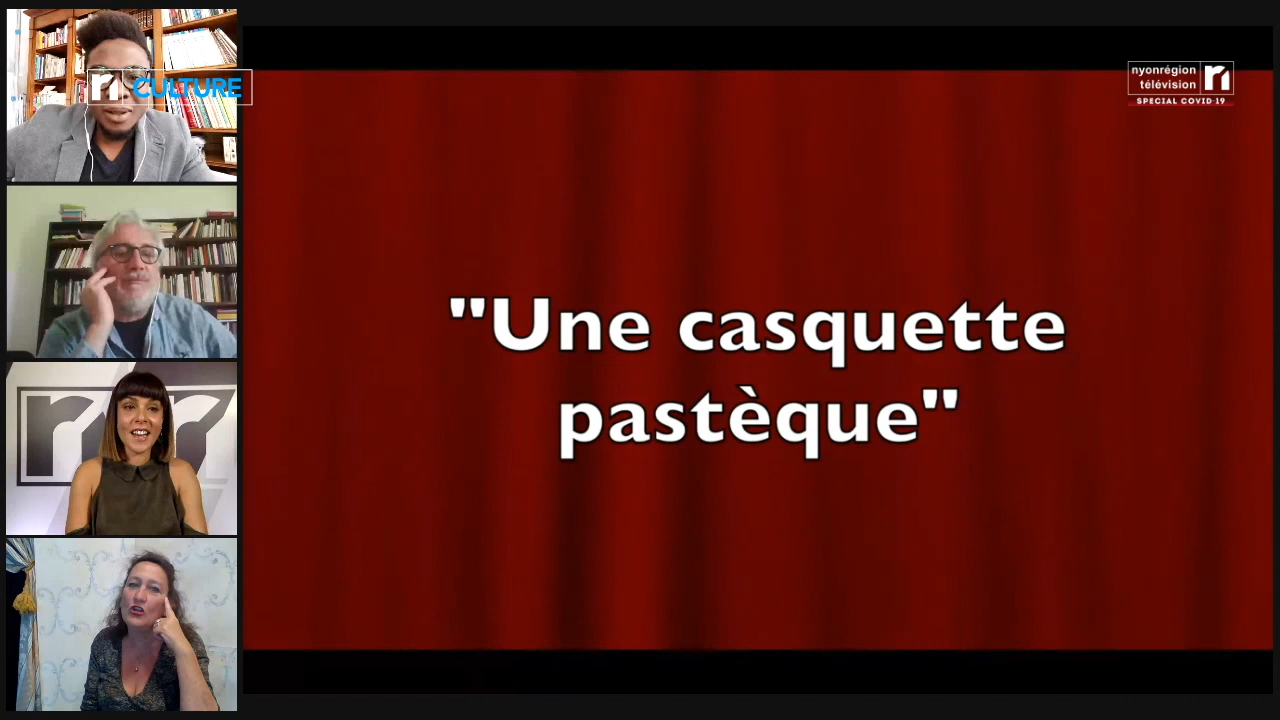 CULTURE
nyonrégion
télévision
SPECIAL COVID-19
"Une casquette
pastèque"